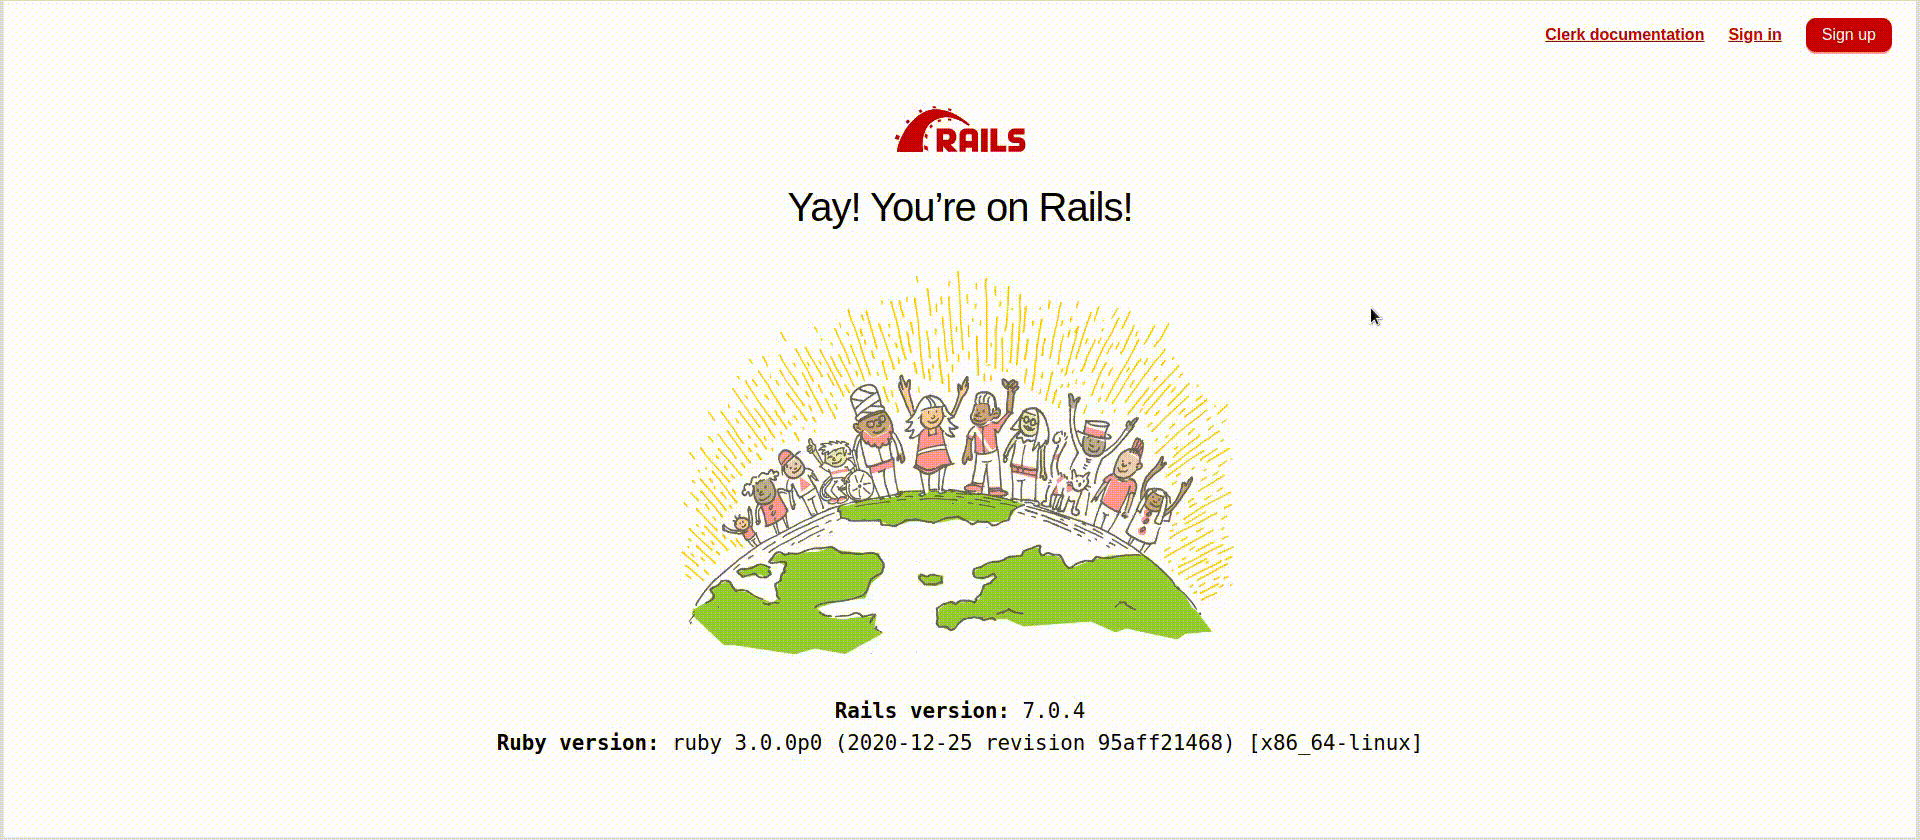 Clerk documentation Sign in Sign up
RAILS
Yay! You’re on Rails!
Rails version: 7.0.4
Ruby version: ruby 3.0.0p0 (2020-12-25 revision 95aff21468) [x86_64-linux]